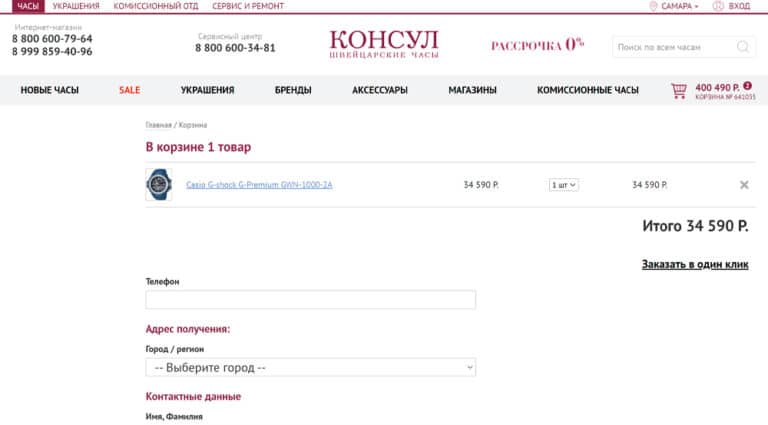 ЧАСЫ УКРАШЕНИЯ КОМИССИОННЫЙ ОТД СЕРВИС И РЕМОНТ САМАРА ВХОД
Интернет-магазин
8 800 600-79-64
8 999 859-40-96
Сервисный центр
8 800 600-34-81
КОНСУЛ
ШВЕЙЦАРСКИЕ ЧАСЫ
РАССРОЧКА 0%
Поиск по всем часам
НОВЫЕ ЧАСЫ SALE УКРАШЕНИЯ БРЕНДЫ АКСЕССУАРЫ МАГАЗИНЫ КОМИССИОННЫЕ ЧАСЫ
400 490 Р. 2
КОРЗИНА № 641035
Главная / Корзина
В корзине 1 товар
Casio G-shock G-Premium GWN-1000-2A 34 590 Р. 1 шт 34 590 Р.
Итого 34 590 Р.
Заказать в один клик
Телефон
Адрес получения:
Город / регион
-- Выберите город --
Контактные данные
Имя, Фамилия